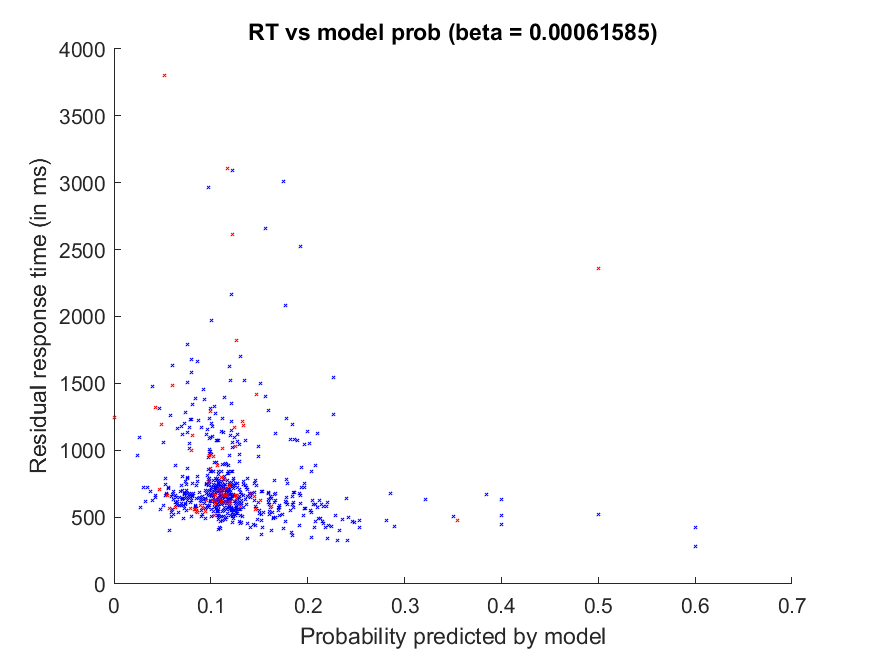 RT vs model prob (beta = 0.00061585)
4000
3500
3000
2500
2000
1500
1000
500
0
Residual response time (in ms)
0 0.1 0.2 0.3 0.4 0.5 0.6 0.7
Probability predicted by model